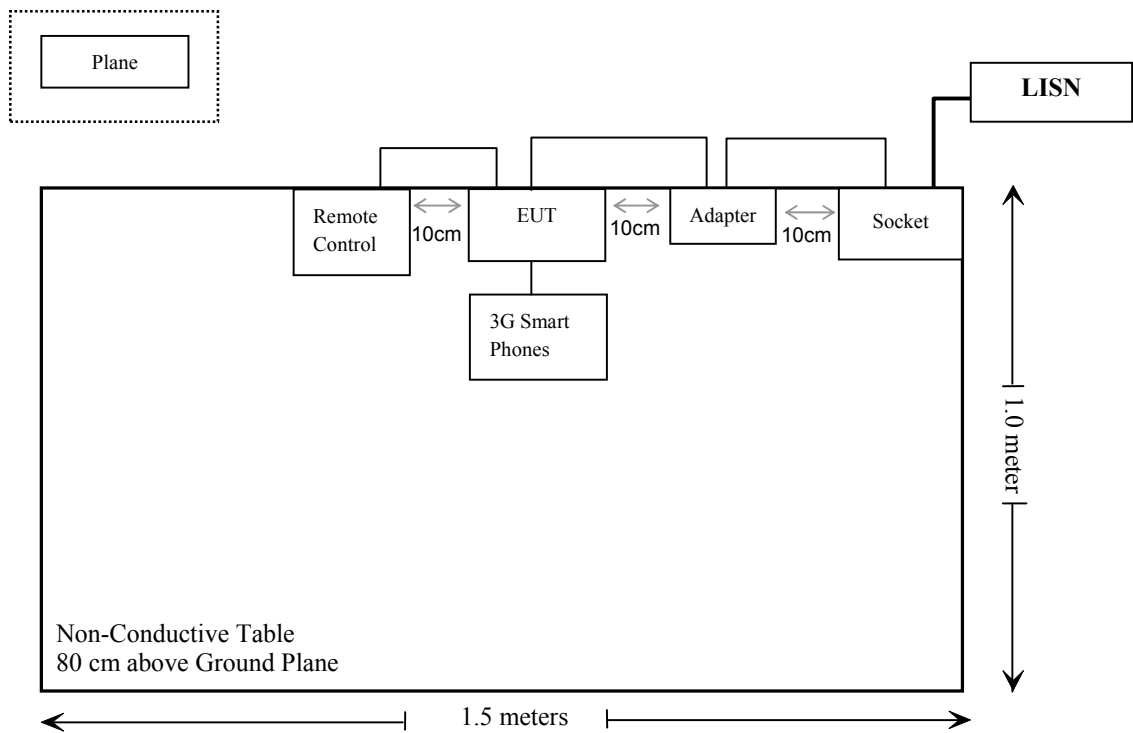 Plane
LISN
Remote
Control
10cm
EUT
10cm
Adapter
10cm
Socket
3G Smart
Phones
1.0 meter
Non-Conductive Table
80 cm above Ground Plane
1.5 meters